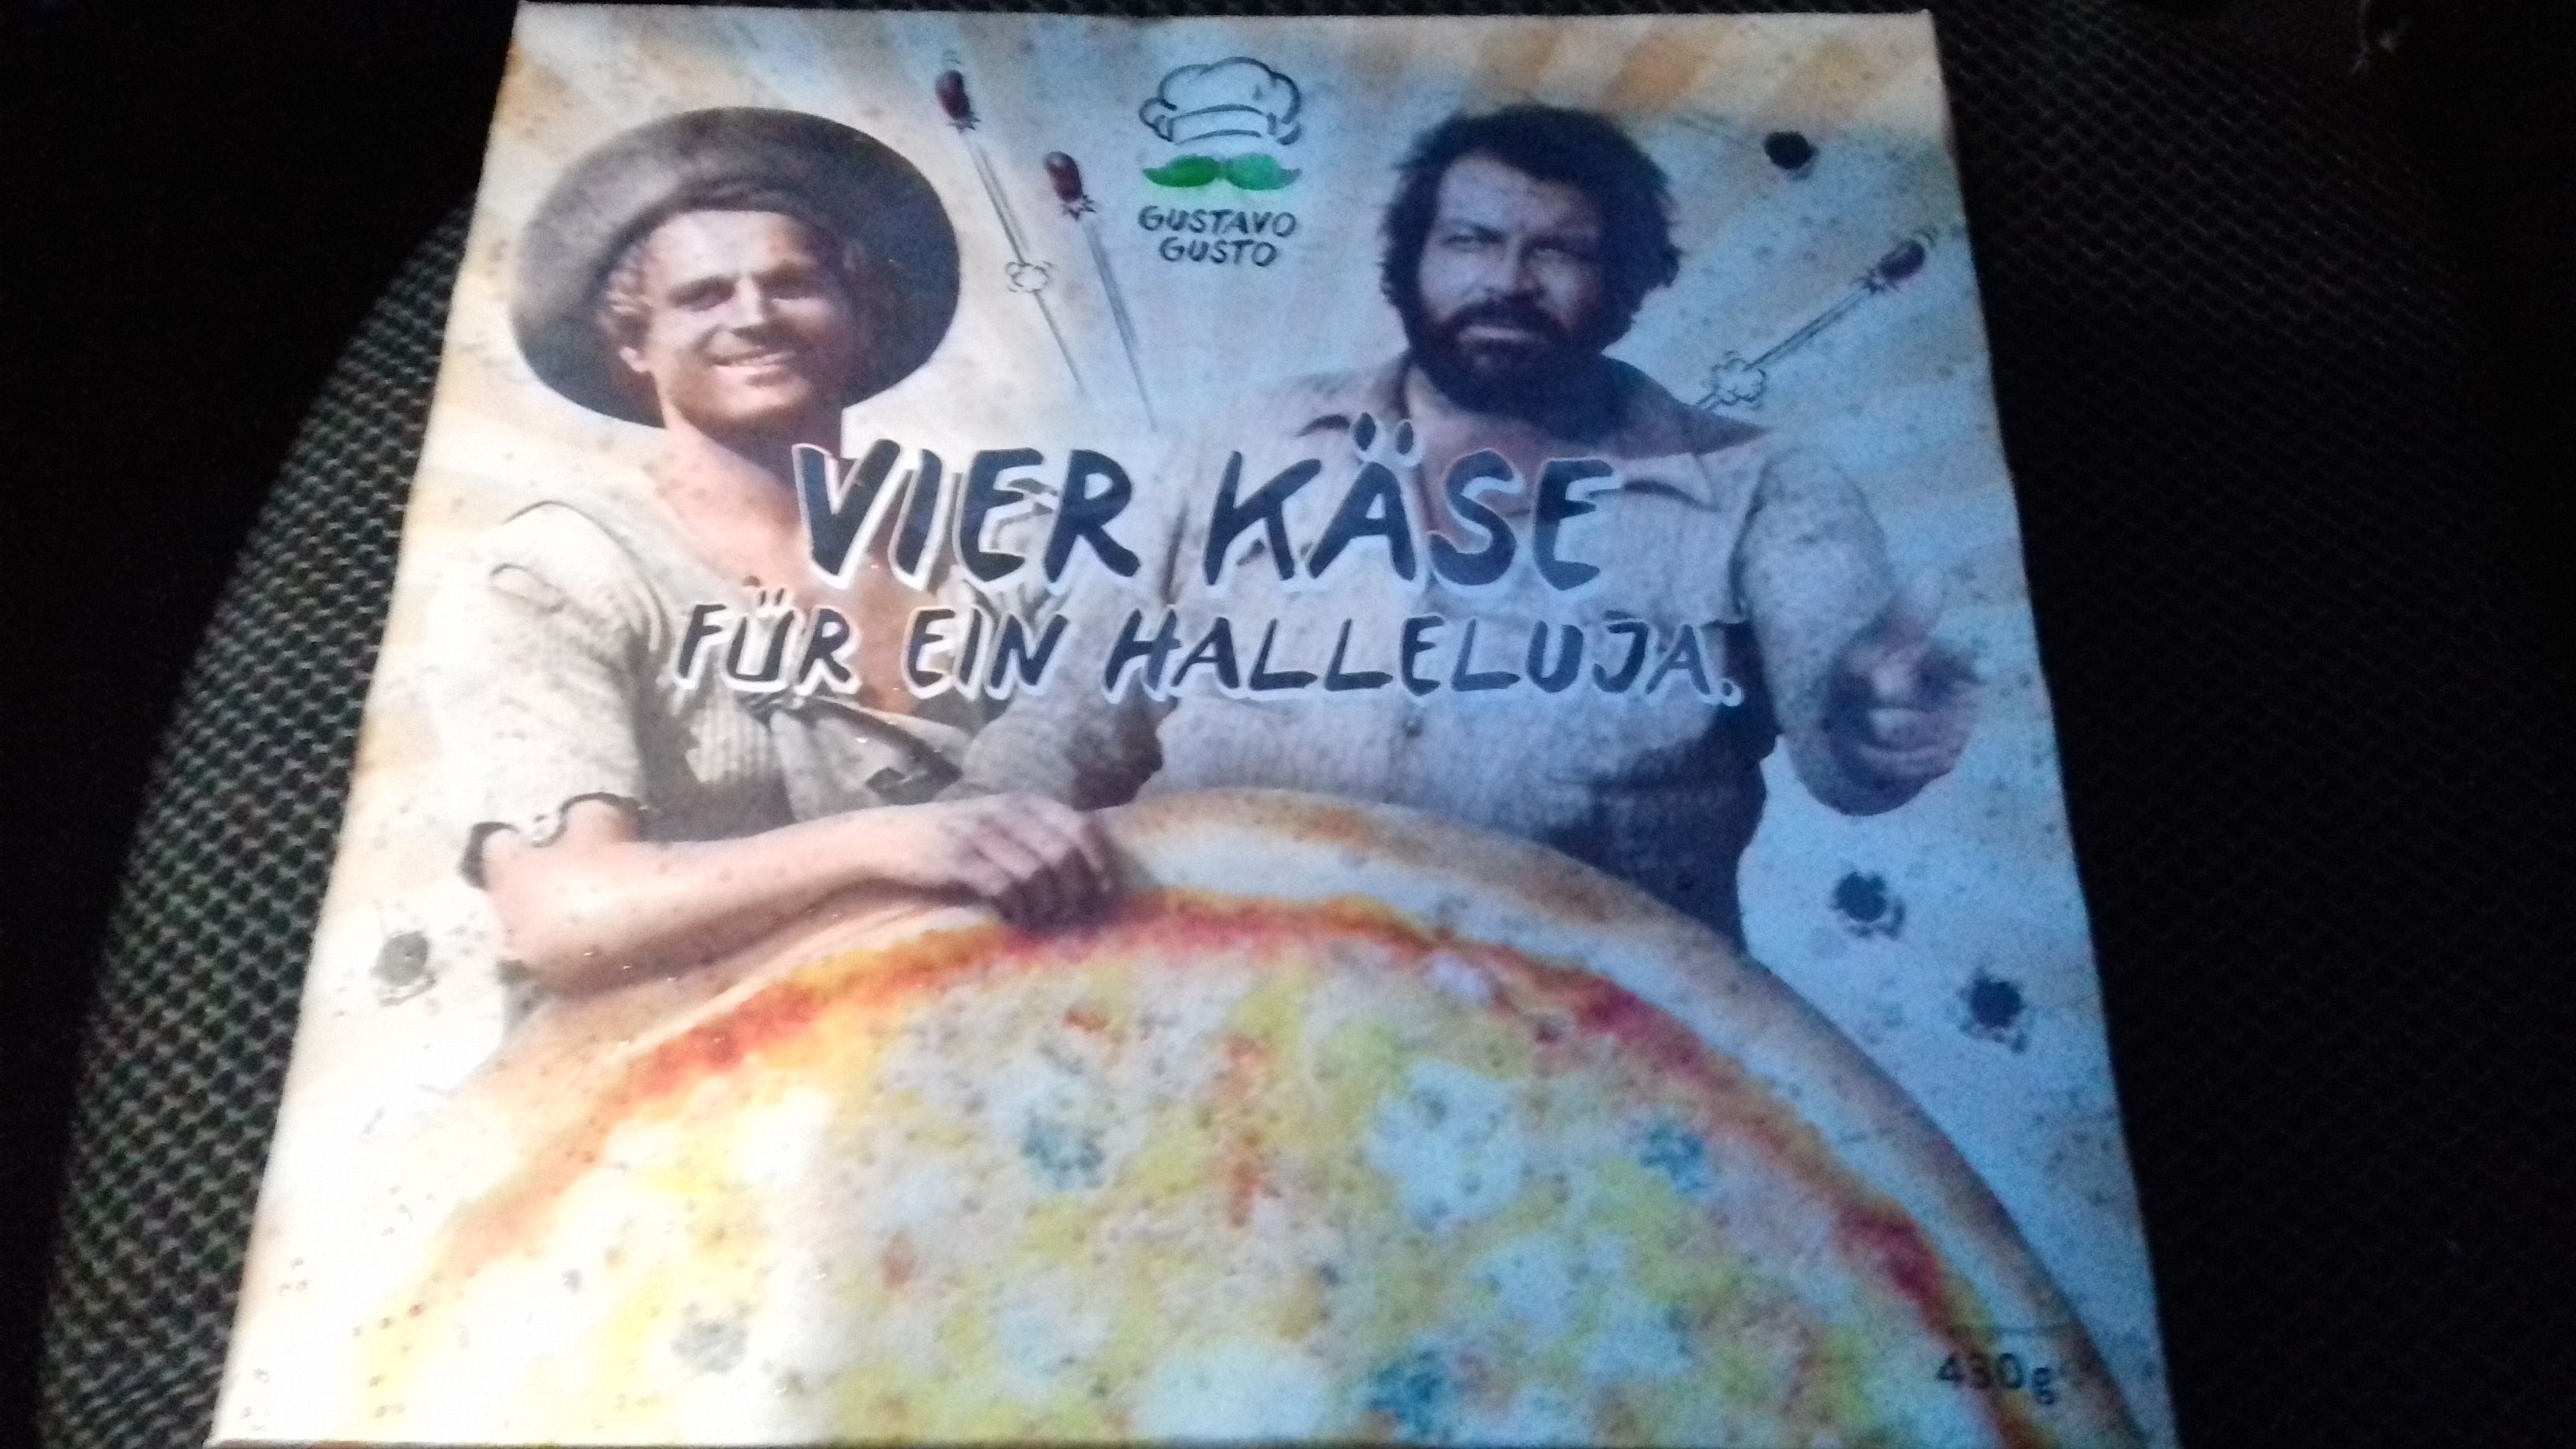 GUSTAVO
GUSTO
VIER KÄSE
FÜR EIN HALLELUJA.